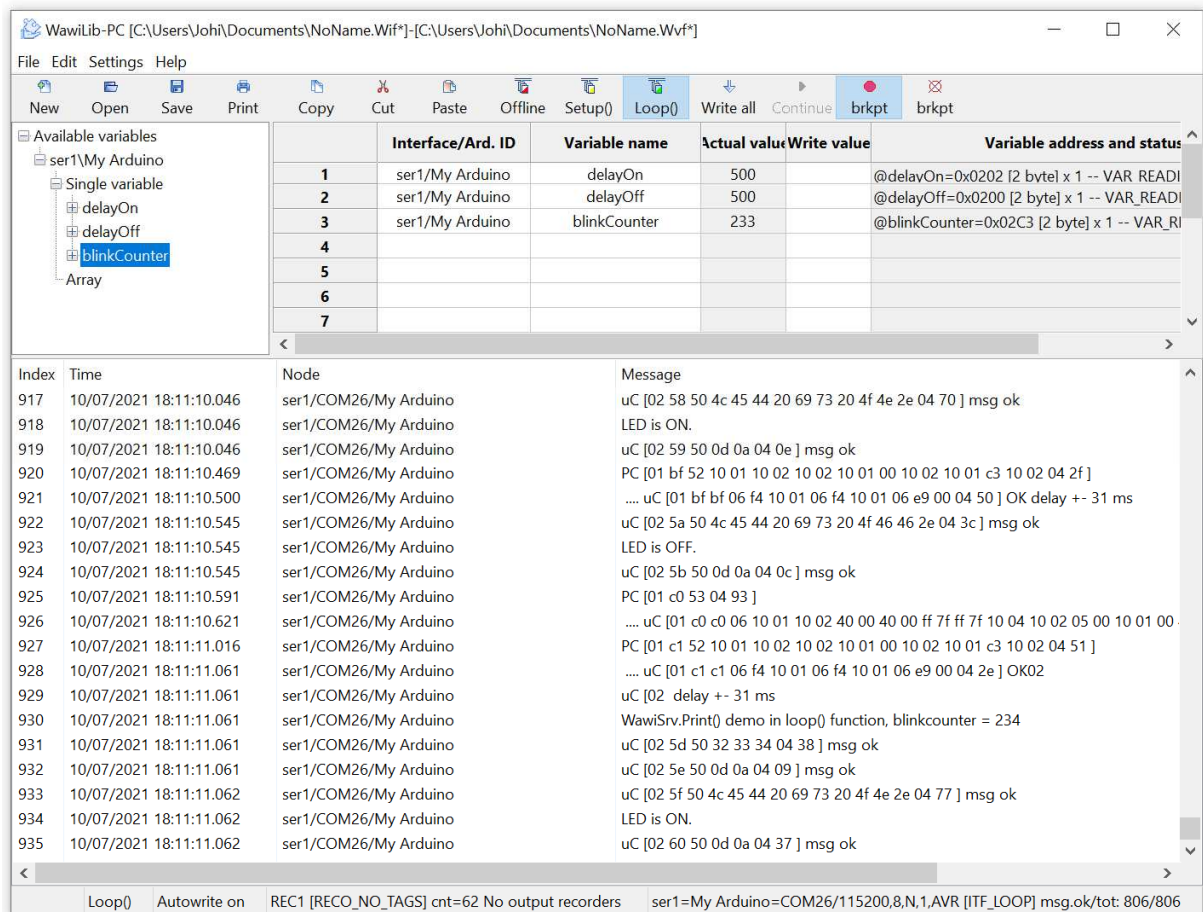 WawiLib-PC [C:\Users\Johi\Documents\NoName.Wif*]-[C:\Users\Johi\Documents\NoName.Wvf*]
File Edit Settings Help
New Open Save Print Copy Cut Paste Offline Setup() Loop() Write all Continue brkpt brkpt
Available variables
ser1\My Arduino
Single variable
delayOn
delayOff
blinkCounter
Array
Interface/Ard. ID Variable name Actual value Write value Variable address and status
1 ser1/My Arduino delayOn 500 @delayOn=0x0202 [2 byte] x 1 -- VAR_READI
2 ser1/My Arduino delayOff 500 @delayOff=0x0200 [2 byte] x 1 -- VAR_READI
3 ser1/My Arduino blinkCounter 233 @blinkCounter=0x02C3 [2 byte] x 1 -- VAR_RI
4
5
6
7
Index Time Node Message
917 10/07/2021 18:11:10.046 ser1/COM26/My Arduino uC [02 58 50 4c 45 44 20 69 73 20 4f 4e 2e 04 70 ] msg ok
918 10/07/2021 18:11:10.046 ser1/COM26/My Arduino LED is ON.
919 10/07/2021 18:11:10.046 ser1/COM26/My Arduino uC [02 59 50 0d 0a 04 0e ] msg ok
920 10/07/2021 18:11:10.469 ser1/COM26/My Arduino PC [01 bf 52 10 01 10 02 10 02 10 01 00 10 02 10 01 c3 10 02 04 2f ]
921 10/07/2021 18:11:10.500 ser1/COM26/My Arduino .... uC [01 bf bf 06 f4 10 01 06 f4 10 01 06 e9 00 04 50 ] OK delay +- 31 ms
922 10/07/2021 18:11:10.545 ser1/COM26/My Arduino uC [02 5a 50 4c 45 44 20 69 73 20 4f 46 46 2e 04 3c ] msg ok
923 10/07/2021 18:11:10.545 ser1/COM26/My Arduino LED is OFF.
924 10/07/2021 18:11:10.545 ser1/COM26/My Arduino uC [02 5b 50 0d 0a 04 0c ] msg ok
925 10/07/2021 18:11:10.591 ser1/COM26/My Arduino PC [01 c0 53 04 93 ]
926 10/07/2021 18:11:10.621 ser1/COM26/My Arduino .... uC [01 c0 c0 06 10 01 10 02 40 00 40 00 ff 7f ff 7f 10 04 10 02 05 00 10 01 00
927 10/07/2021 18:11:11.016 ser1/COM26/My Arduino PC [01 c1 52 10 01 10 02 10 02 10 01 00 10 02 10 01 c3 10 02 04 51 ]
928 10/07/2021 18:11:11.061 ser1/COM26/My Arduino .... uC [01 c1 c1 06 f4 10 01 06 f4 10 01 06 e9 00 04 2e ] OK02
929 10/07/2021 18:11:11.061 ser1/COM26/My Arduino uC [02 delay +- 31 ms
930 10/07/2021 18:11:11.061 ser1/COM26/My Arduino WawiSrv.Print() demo in loop() function, blinkcounter = 234
931 10/07/2021 18:11:11.061 ser1/COM26/My Arduino uC [02 5d 50 32 33 34 04 38 ] msg ok
932 10/07/2021 18:11:11.061 ser1/COM26/My Arduino uC [02 5e 50 0d 0a 04 09 ] msg ok
933 10/07/2021 18:11:11.062 ser1/COM26/My Arduino uC [02 5f 50 4c 45 44 20 69 73 20 4f 4e 2e 04 77 ] msg ok
934 10/07/2021 18:11:11.062 ser1/COM26/My Arduino LED is ON.
935 10/07/2021 18:11:11.062 ser1/COM26/My Arduino uC [02 60 50 0d 0a 04 37 ] msg ok
Loop() Autowrite on REC1 [RECO_NO_TAGS] cnt=62 No output recorders ser1=My Arduino=COM26/115200,8,N,1,AVR [ITF_LOOP] msg.ok/tot: 806/806